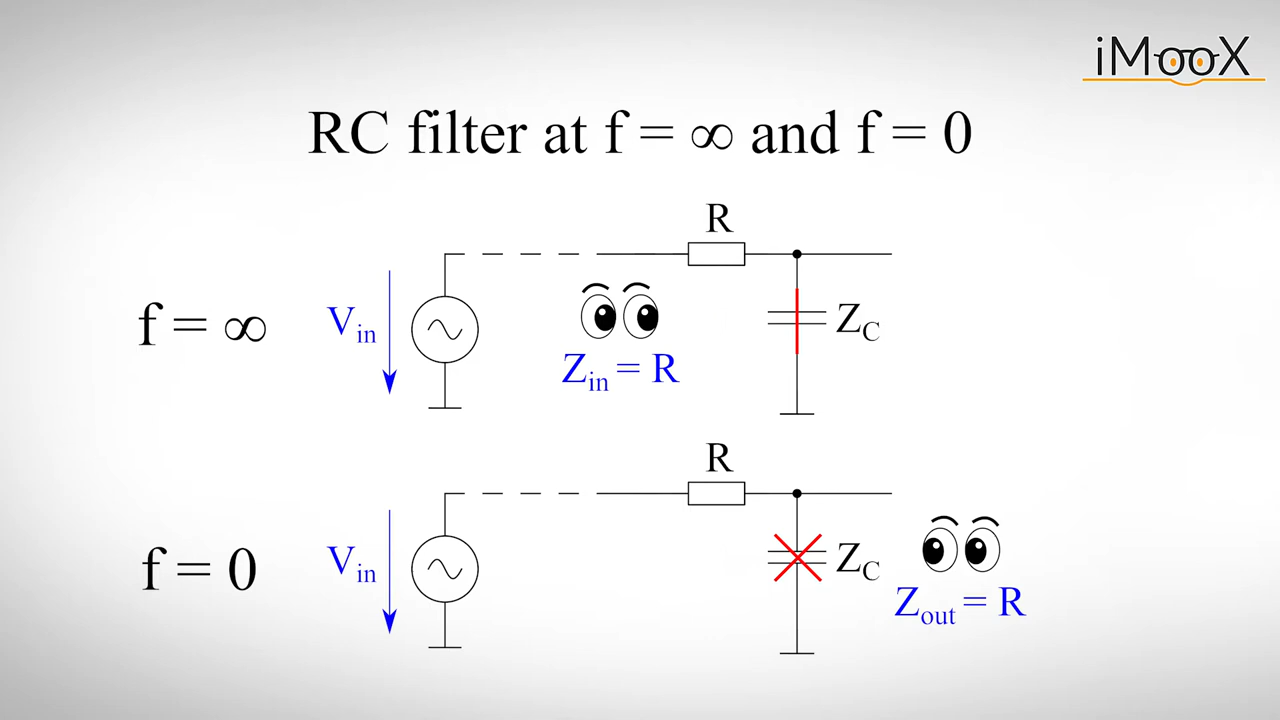 iMooX
RC filter at f = ∞ and f = 0
R
f = ∞
V_in
Z_C
Z_in = R
R
f = 0
V_in
Z_C
Z_out = R